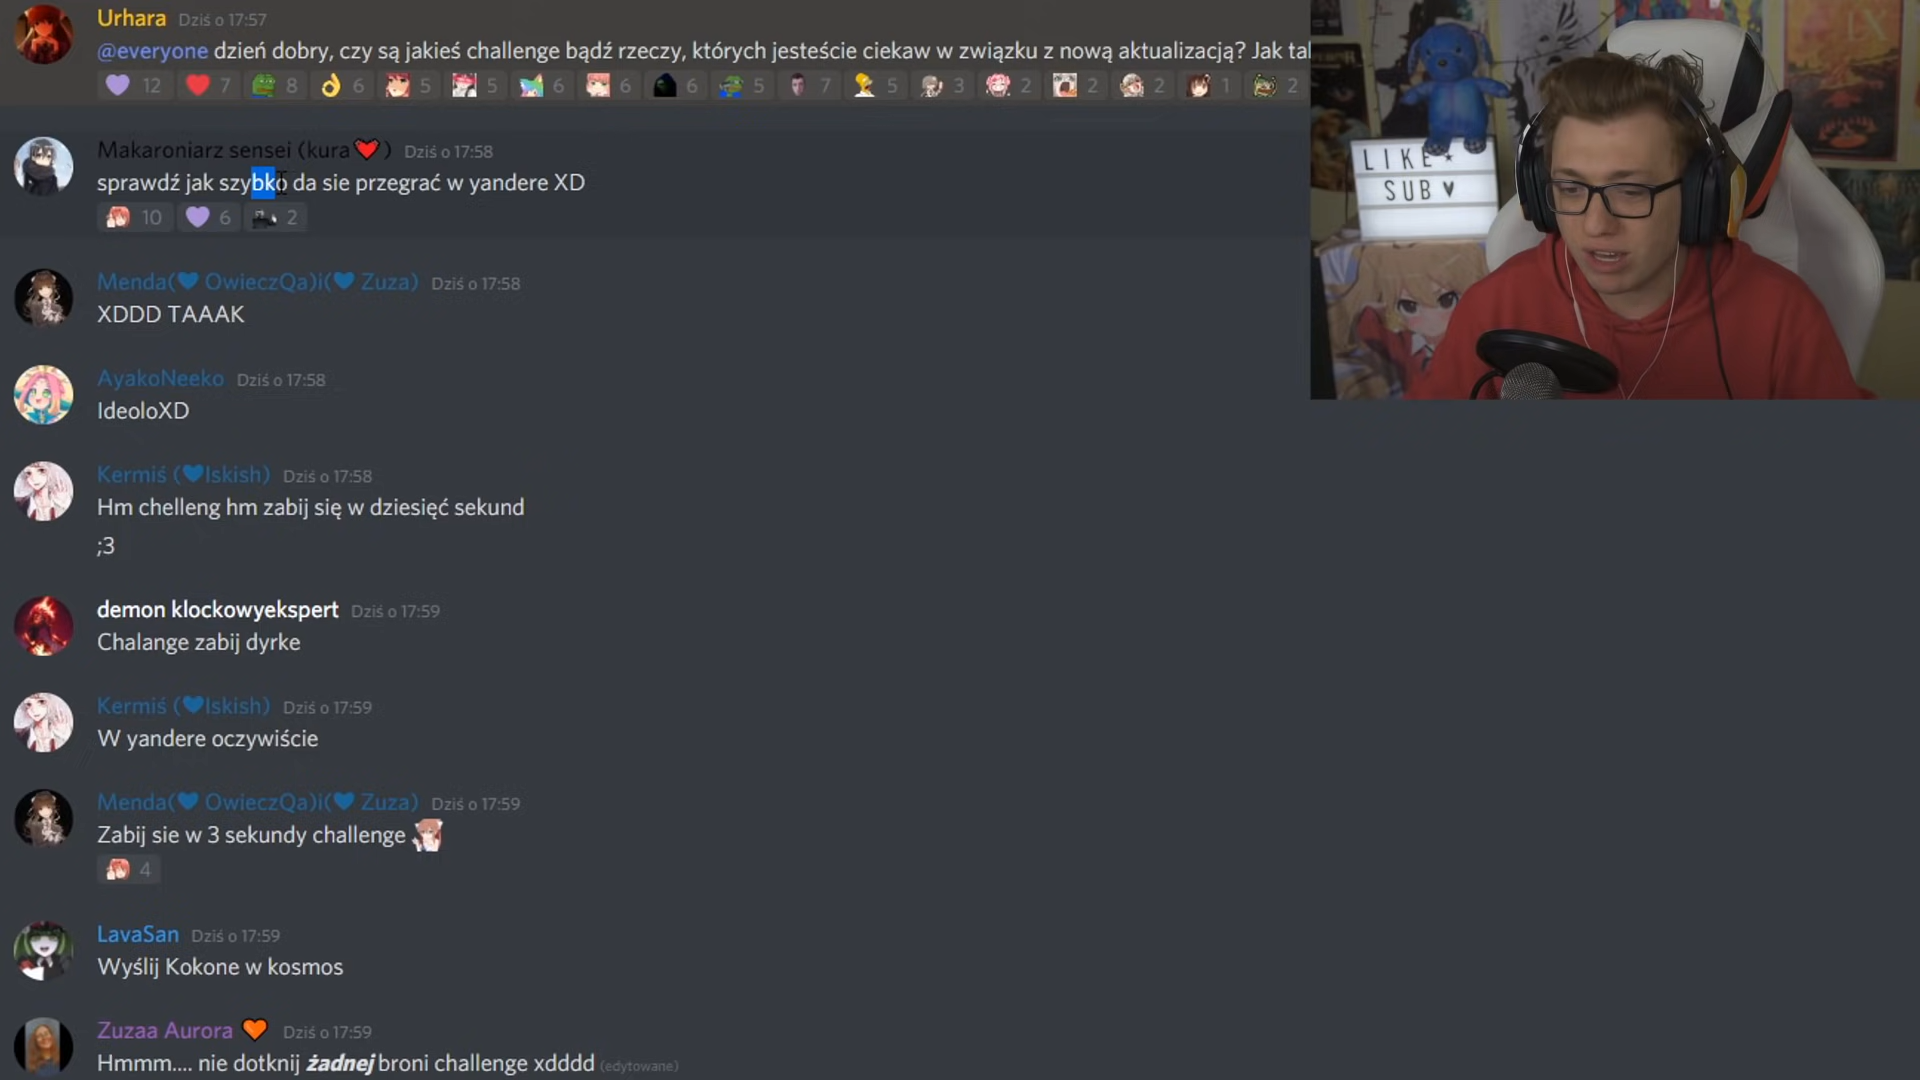 Urhara Dziś o 17:57
@everyone dzień dobry, czy są jakieś challenge bądź rzeczy, których jesteście ciekaw w związku z nową aktualizacją? Jak tal
12 7 8 6 5 5 6 6 6 5 7 5 3 2 2 2 1 2
Makaroniarz sensei (kura❤️) Dziś o 17:58
sprawdź jak szybko da sie przegrać w yandere XD
10 6 2
Menda(💙 OwieczQa)i(💙 Zuza) Dziś o 17:58
XDDD TAAAK
AyakoNeeko Dziś o 17:58
IdeoloXD
Kermiś (💙Iskish) Dziś o 17:58
Hm chelleng hm zabij się w dziesięć sekund
;3
demon klockowyekspert Dziś o 17:59
Chalange zabij dyrke
Kermiś (💙Iskish) Dziś o 17:59
W yandere oczywiście
Menda(💙 OwieczQa)i(💙 Zuza) Dziś o 17:59
Zabij sie w 3 sekundy challenge
4
LavaSan Dziś o 17:59
Wyślij Kokone w kosmos
Zuzaa Aurora 🧡 Dziś o 17:59
Hmmm.... nie dotknij żadnej broni challenge xdddd (edytowane)
LIKE★
SUB ♥